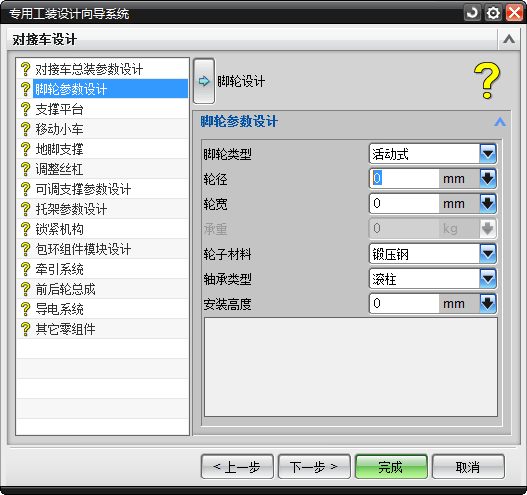 专用工装设计向导系统
对接车设计
对接车总装参数设计
脚轮参数设计
支撑平台
移动小车
地脚支撑
调整丝杠
可调支撑参数设计
托架参数设计
锁紧机构
包环组件模块设计
牵引系统
前后轮总成
导电系统
其它零组件
脚轮设计
脚轮参数设计
脚轮类型 活动式
轮径 0 mm
轮宽 0 mm
承重 0 kg
轮子材料 锻压钢
轴承类型 滚柱
安装高度 0 mm
< 上一步 下一步 > 完成 取消